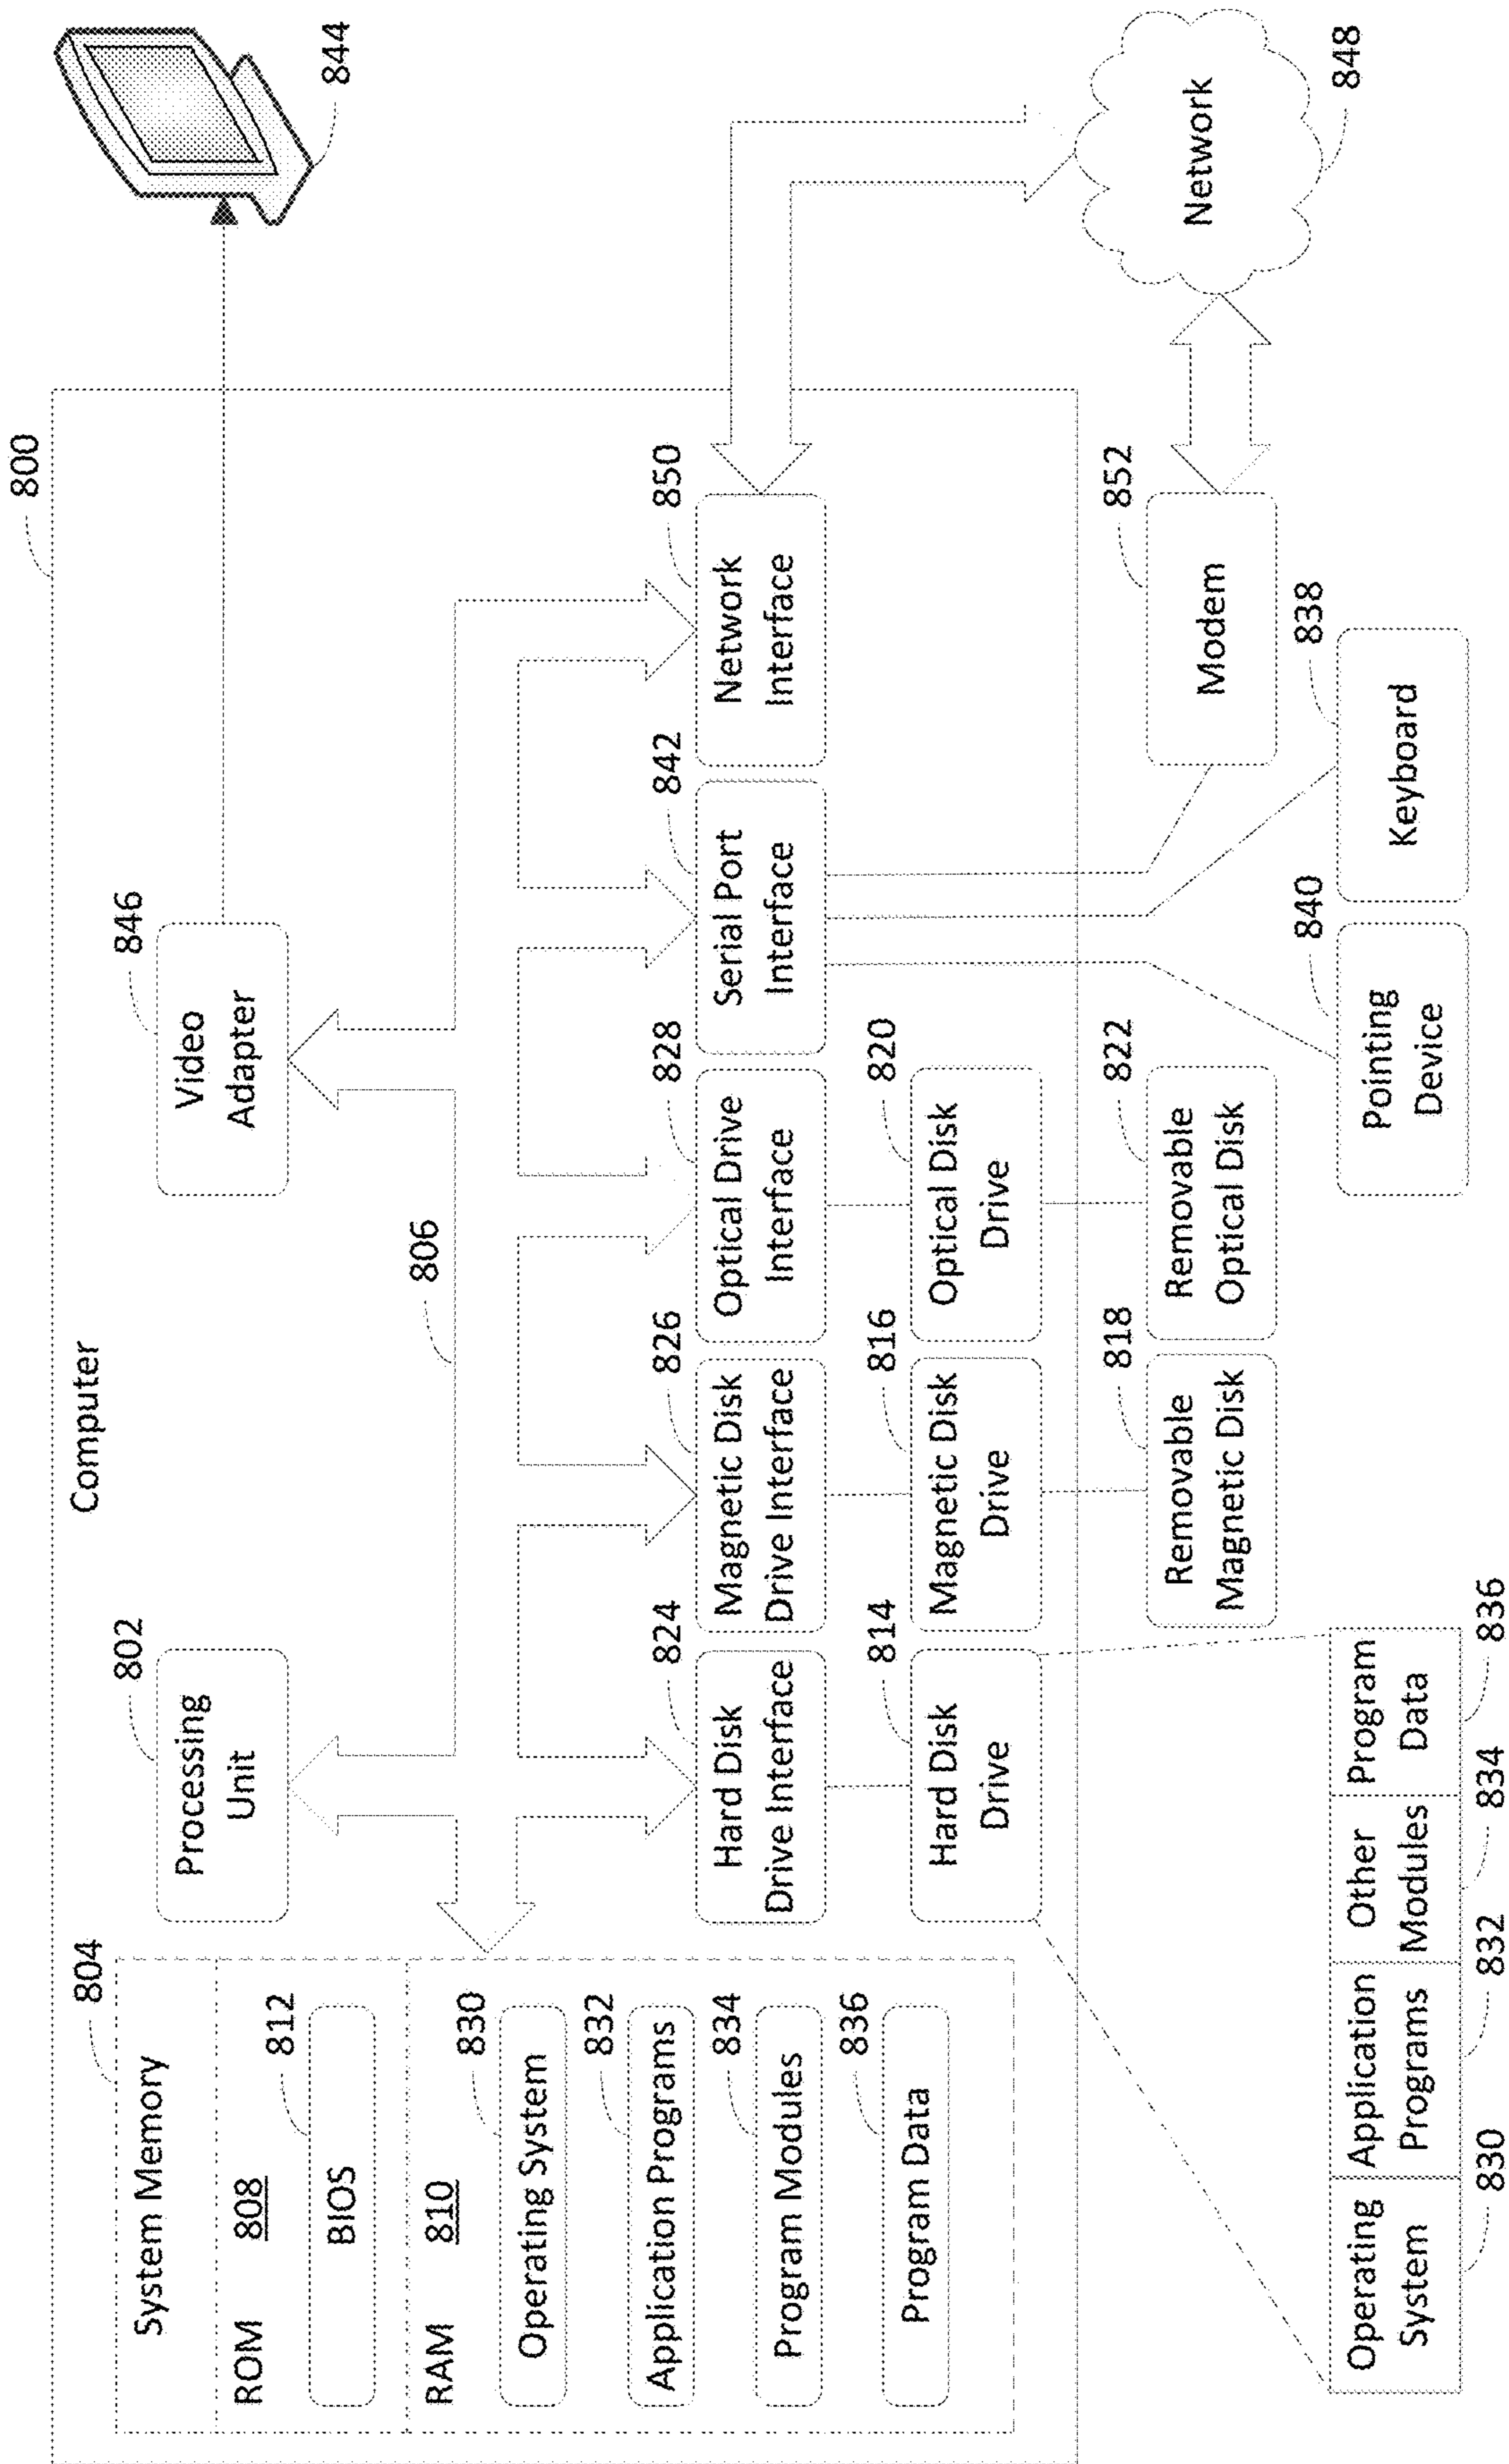 800
Computer
System Memory
804
ROM
808
BIOS
812
RAM
810
Operating System
830
Application Programs
832
Program Modules
834
Program Data
836
Processing
Unit
802
806
Video
Adapter
846
844
Hard Disk
Drive Interface
824
Magnetic Disk
Drive Interface
826
Optical Drive
Interface
828
Serial Port
Interface
842
Network
Interface
850
Hard Disk
Drive
814
Magnetic Disk
Drive
816
Optical Disk
Drive
820
Removable
Magnetic Disk
818
Removable
Optical Disk
822
Modem
852
Network
848
Operating
System
830
Application
Programs
832
Other
Modules
834
Program
Data
836
Pointing
Device
840
Keyboard
838